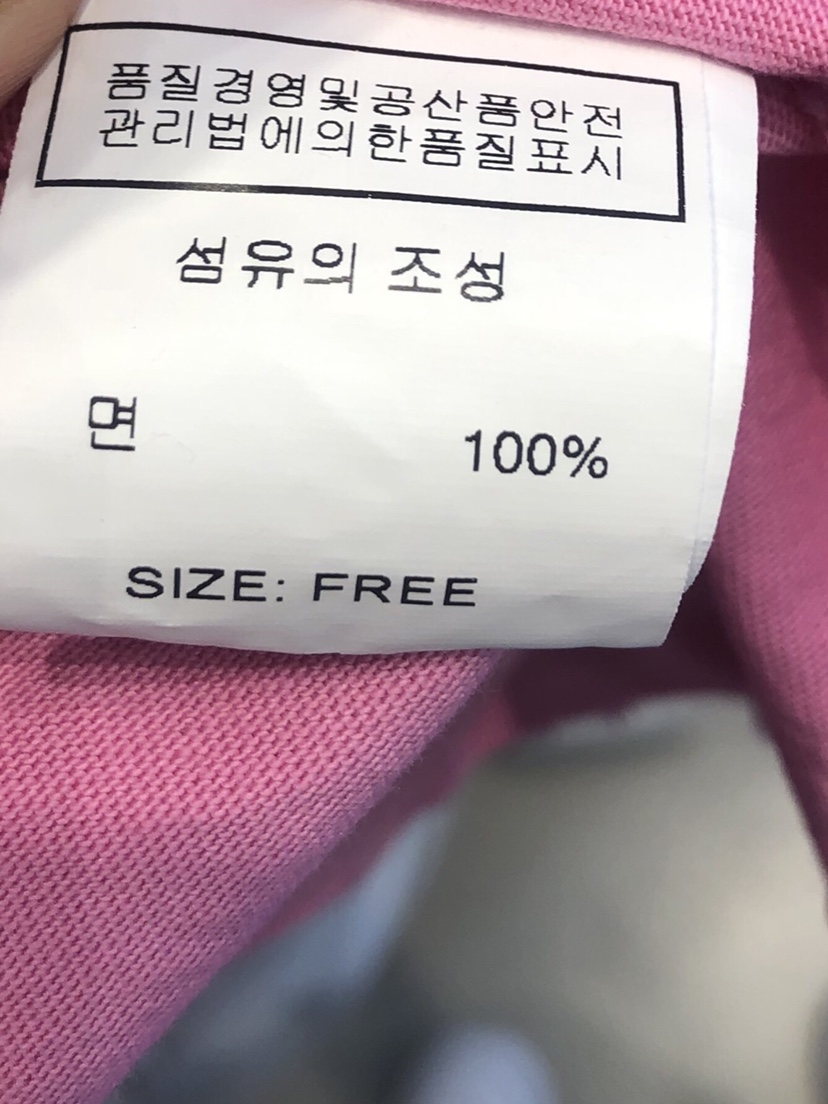 품질경영및공산품안전
관리법에의한품질표시
섬유의 조성
면 100%
SIZE: FREE